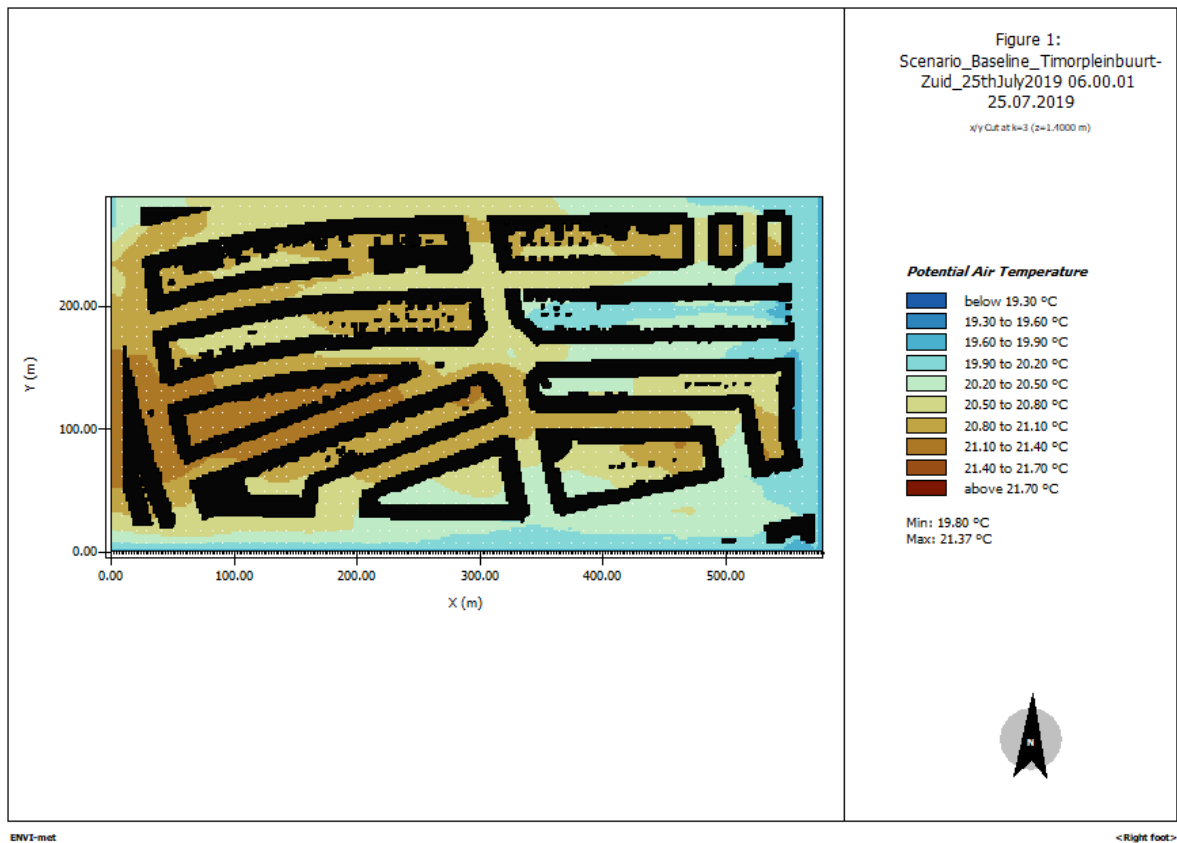 Figure 1:
Scenario_Baseline_Timorpleinbuurt-
Zuid_25thJuly2019 06.00.01
25.07.2019
x/y Cut at k=3 (z=1.4000 m)
Y (m)
200.00
100.00
0.00
0.00 100.00 200.00 300.00 400.00 500.00
X (m)
Potential Air Temperature
below 19.30 °C
19.30 to 19.60 °C
19.60 to 19.90 °C
19.90 to 20.20 °C
20.20 to 20.50 °C
20.50 to 20.80 °C
20.80 to 21.10 °C
21.10 to 21.40 °C
21.40 to 21.70 °C
above 21.70 °C
Min: 19.80 °C
Max: 21.37 °C
N
ENVI-met
<Right foot>